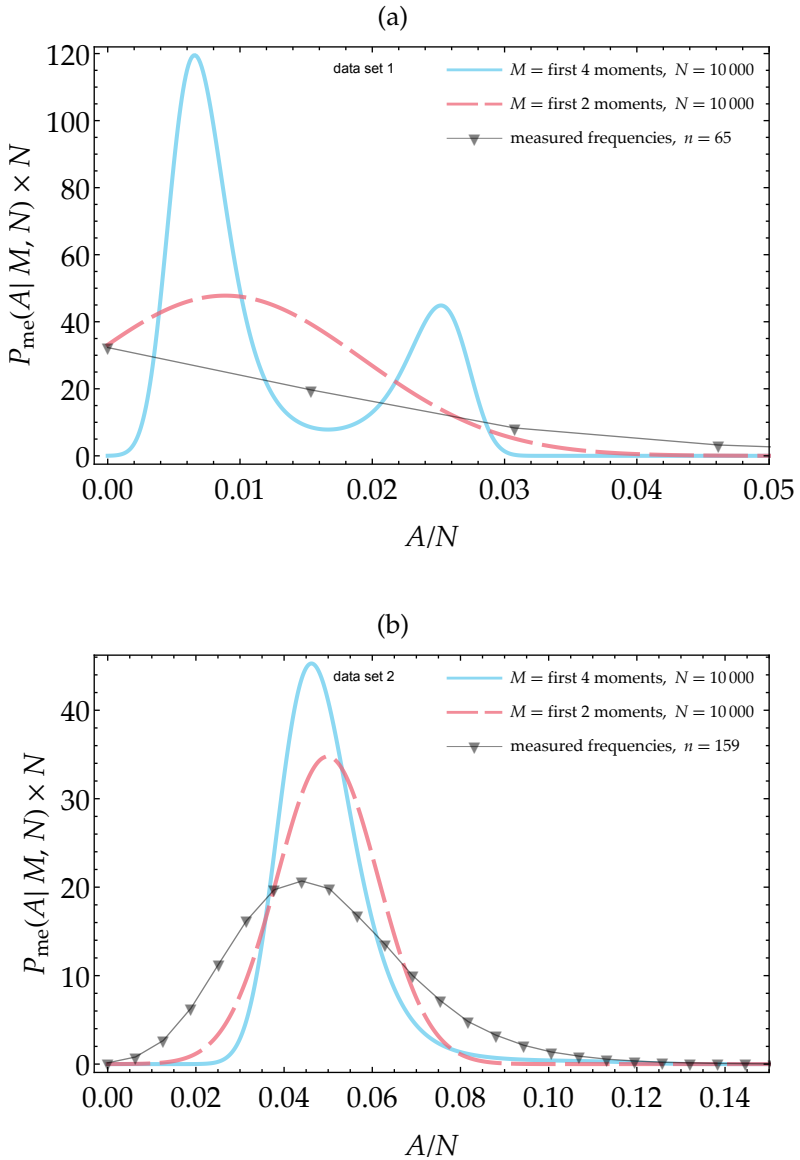 (a)
data set 1
M = first 4 moments, N = 10 000
M = first 2 moments, N = 10 000
measured frequencies, n = 65
P_me(A| M, N) × N
120
100
80
60
40
20
0
0.00 0.01 0.02 0.03 0.04 0.05
A/N
(b)
data set 2
M = first 4 moments, N = 10 000
M = first 2 moments, N = 10 000
measured frequencies, n = 159
P_me(A| M, N) × N
40
30
20
10
0
0.00 0.02 0.04 0.06 0.08 0.10 0.12 0.14
A/N